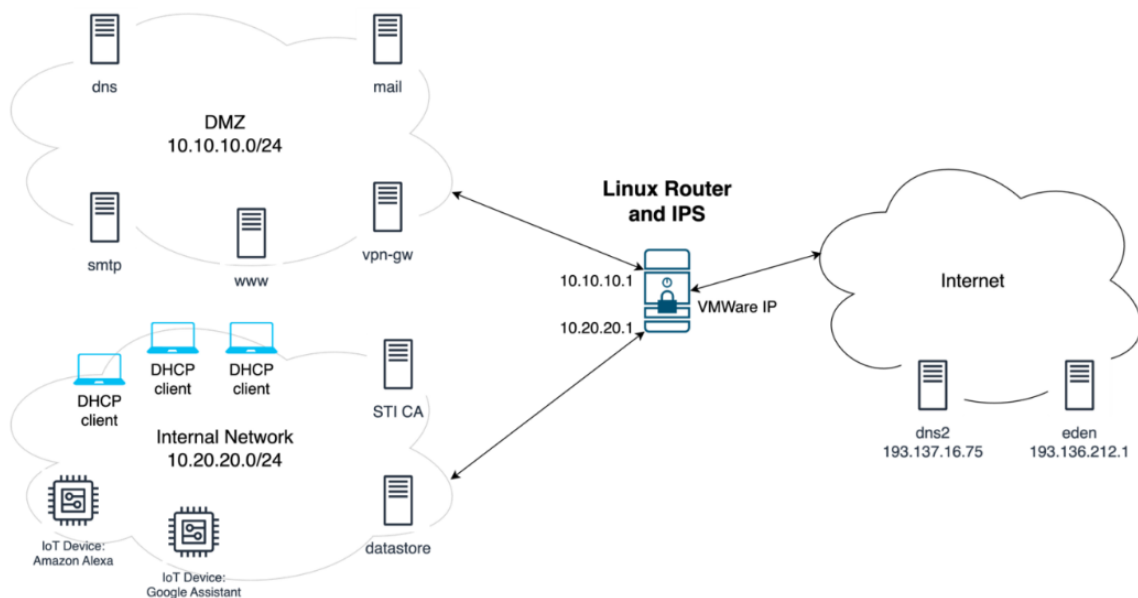 dns
mail
DMZ
10.10.10.0/24
smtp
www
vpn-gw
Linux Router
and IPS
10.10.10.1
VMWare IP
10.20.20.1
Internet
dns2
193.137.16.75
eden
193.136.212.1
DHCP
client
DHCP
client
DHCP
client
STI CA
Internal Network
10.20.20.0/24
IoT Device:
Amazon Alexa
IoT Device:
Google Assistant
datastore